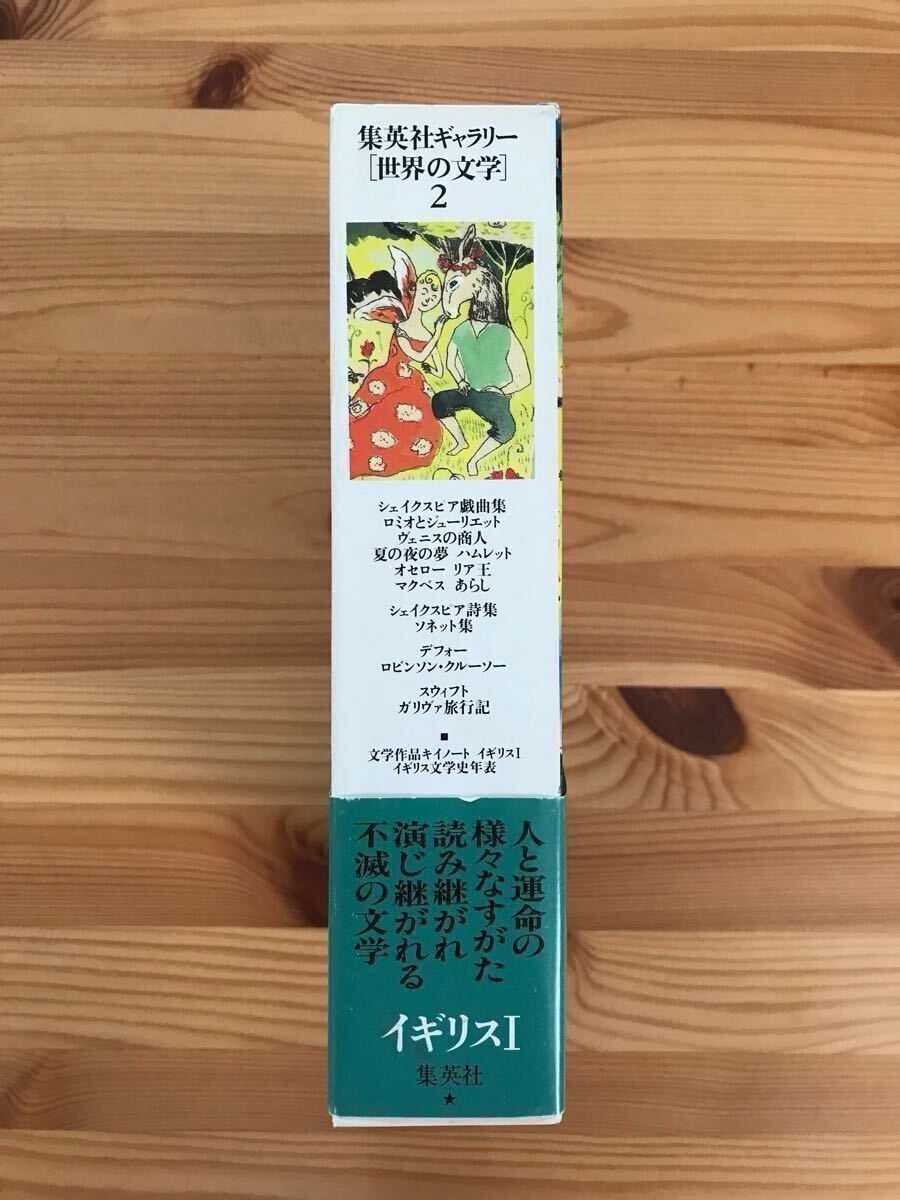 集英社ギャラリー
[世界の文学]
2
シェイクスピア戯曲集
ロミオとジューリエット
ヴェニスの商人
夏の夜の夢 ハムレット
オセロー リア王
マクベス あらし
シェイクスピア詩集
ソネット集
デフォー
ロビンソン・クルーソー
スウィフト
ガリヴァ旅行記
■
文学作品キイノート イギリスI
イギリス文学史年表
人と運命の
様々なすがた
読み継がれ
演じ継がれる
不滅の文学
イギリスI
集英社
★